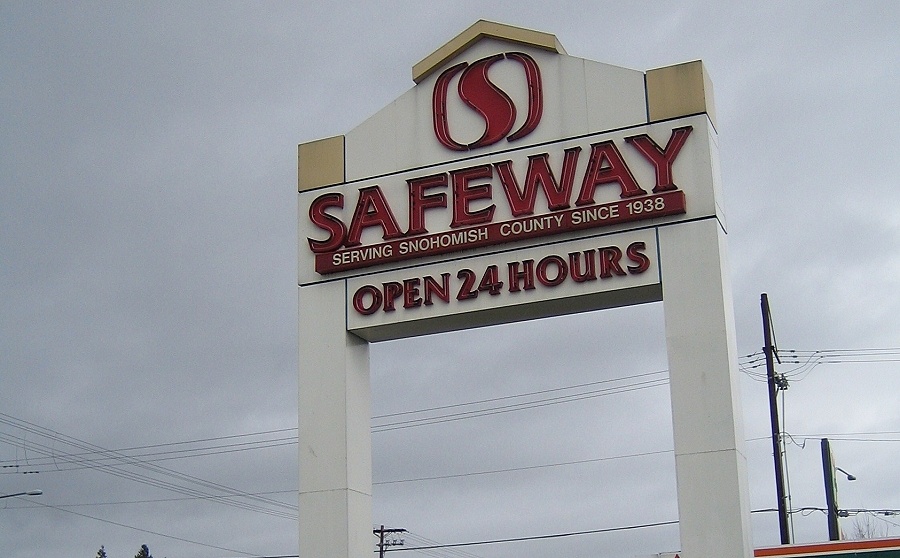 SAFEWAY
SERVING SNOHOMISH COUNTY SINCE 1938
OPEN 24 HOURS